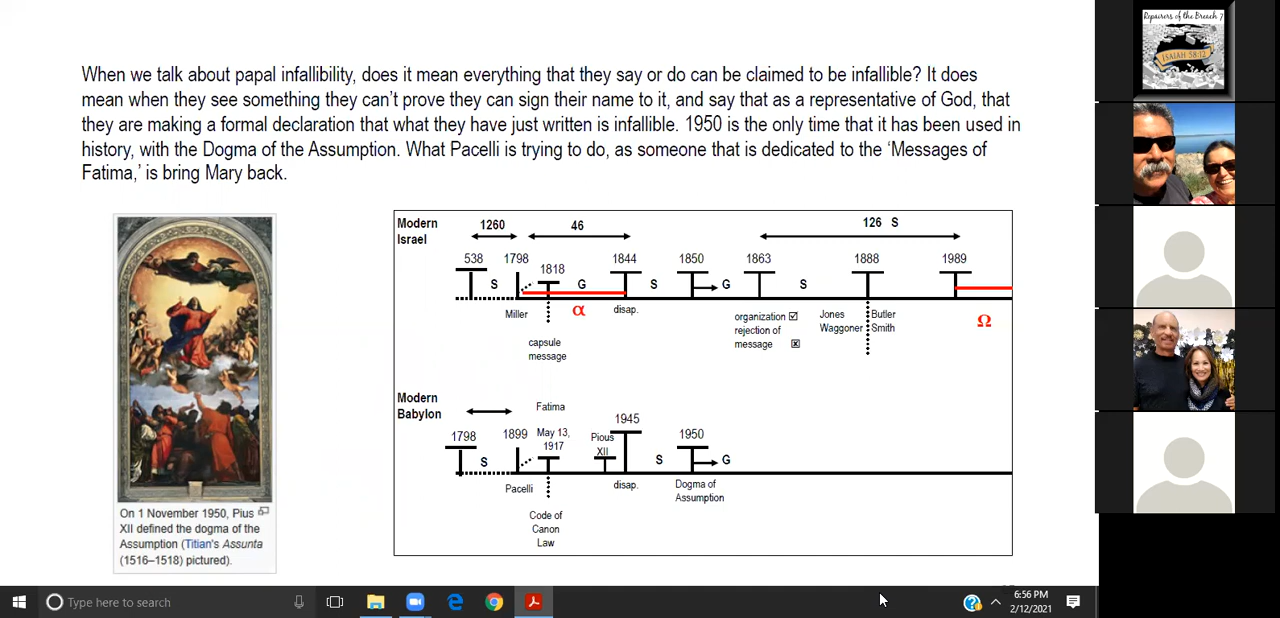 When we talk about papal infallibility, does it mean everything that they say or do can be claimed to be infallible? It does
mean when they see something they can't prove they can sign their name to it, and say that as a representative of God, that
they are making a formal declaration that what they have just written is infallible. 1950 is the only time that it has been used in
history, with the Dogma of the Assumption. What Pacelli is trying to do, as someone that is dedicated to the 'Messages of
Fatima,' is bring Mary back.
On 1 November 1950, Pius
XII defined the dogma of the
Assumption (Titian's Assunta
(1516–1518) pictured).
Modern
Israel
1260
46
126 S
538
1798
1818
1844
1850
1863
1888
1989
S
G
S
G
S
Miller
α
disap.
organization
rejection of
message
Jones
Waggoner
Butler
Smith
Ω
capsule
message
Modern
Babylon
Fatima
1798
1899
May 13,
1917
Pious
XII
1945
1950
S
S
G
Pacelli
disap.
Dogma of
Assumption
Code of
Canon
Law
Repairers of the Breach 7
ISAIAH 58:12
Type here to search
6:56 PM
2/12/2021